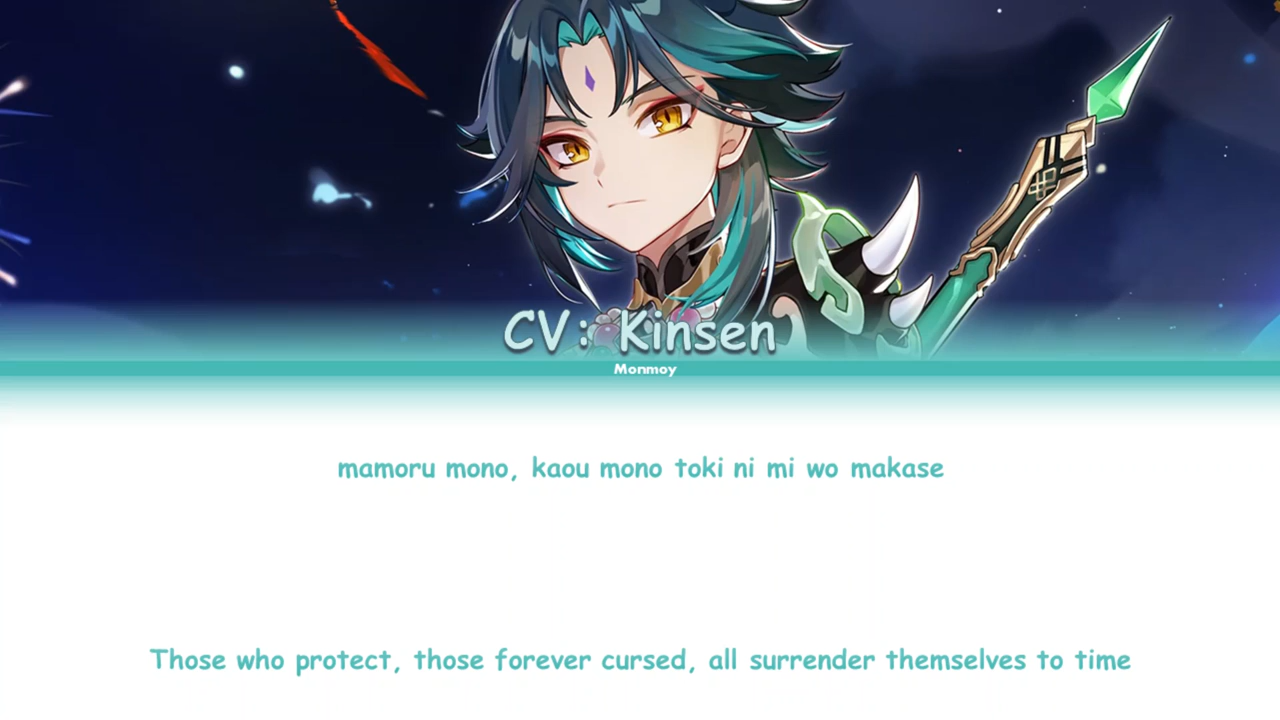 CV: Kinsen
Monmoy
mamoru mono, kaou mono toki ni mi wo makase
Those who protect, those forever cursed, all surrender themselves to time